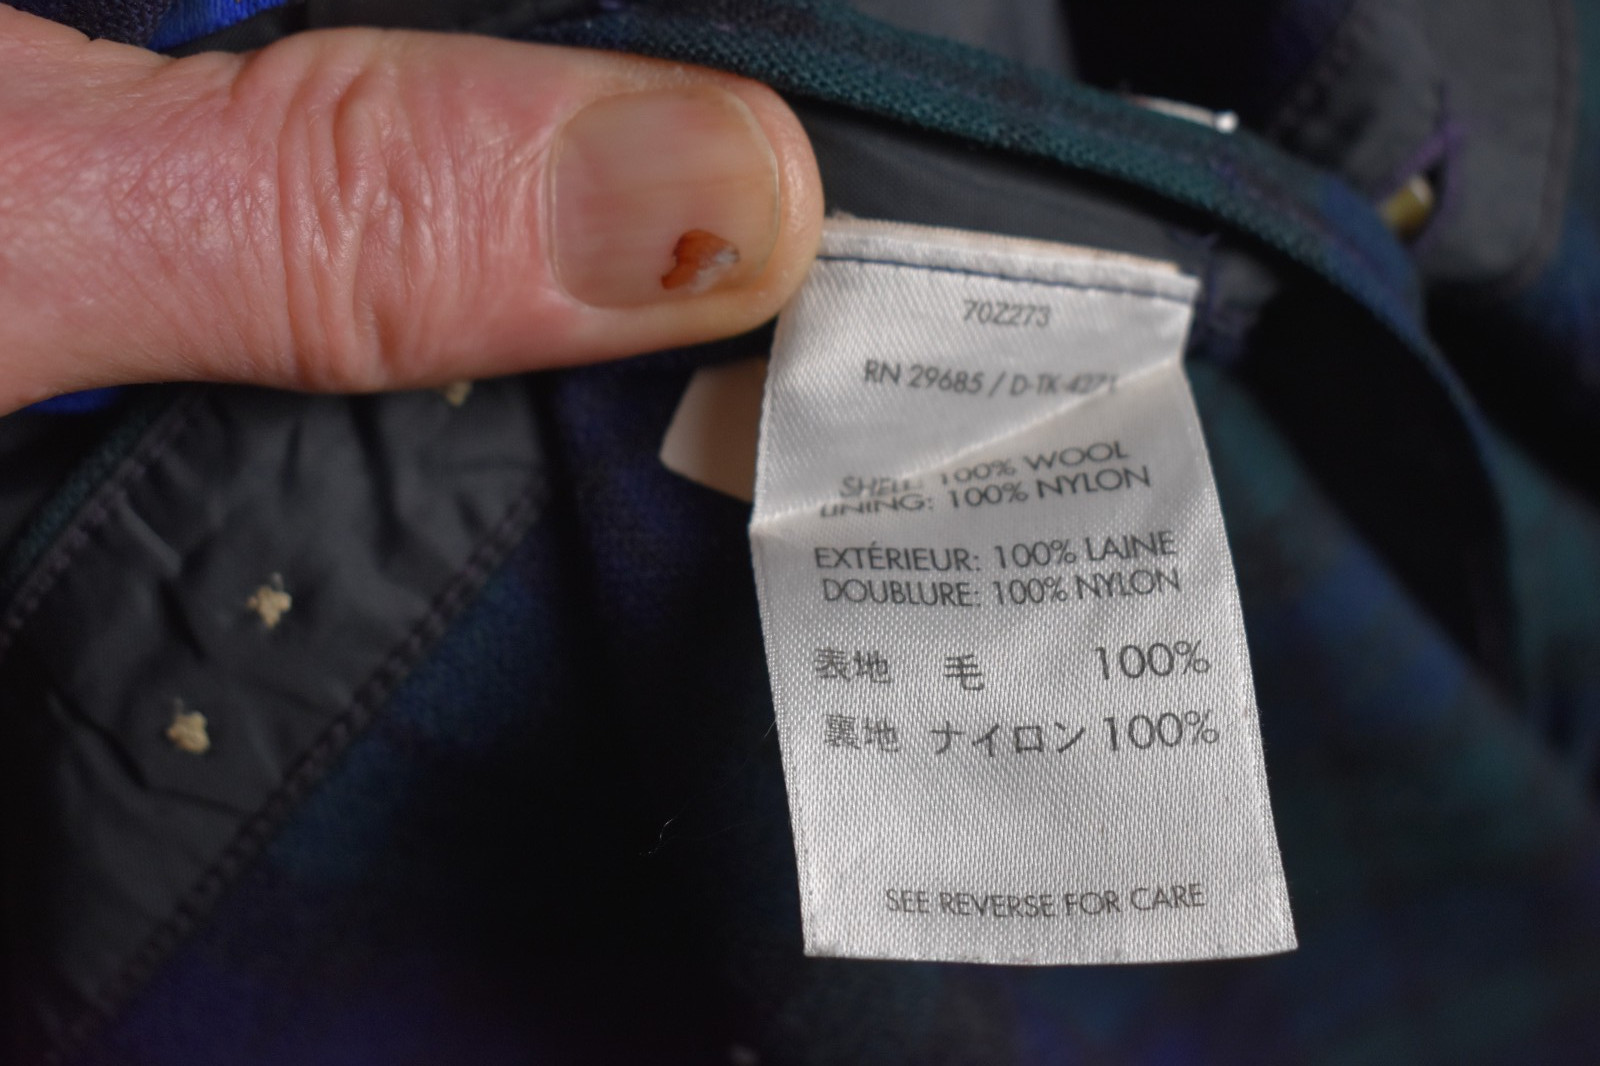 70Z273
RN 29685 / D-TK-4271
SHELL: 100% WOOL
LINING: 100% NYLON
EXTÉRIEUR: 100% LAINE
DOUBLURE: 100% NYLON
表地 毛 100%
裏地 ナイロン 100%
SEE REVERSE FOR CARE